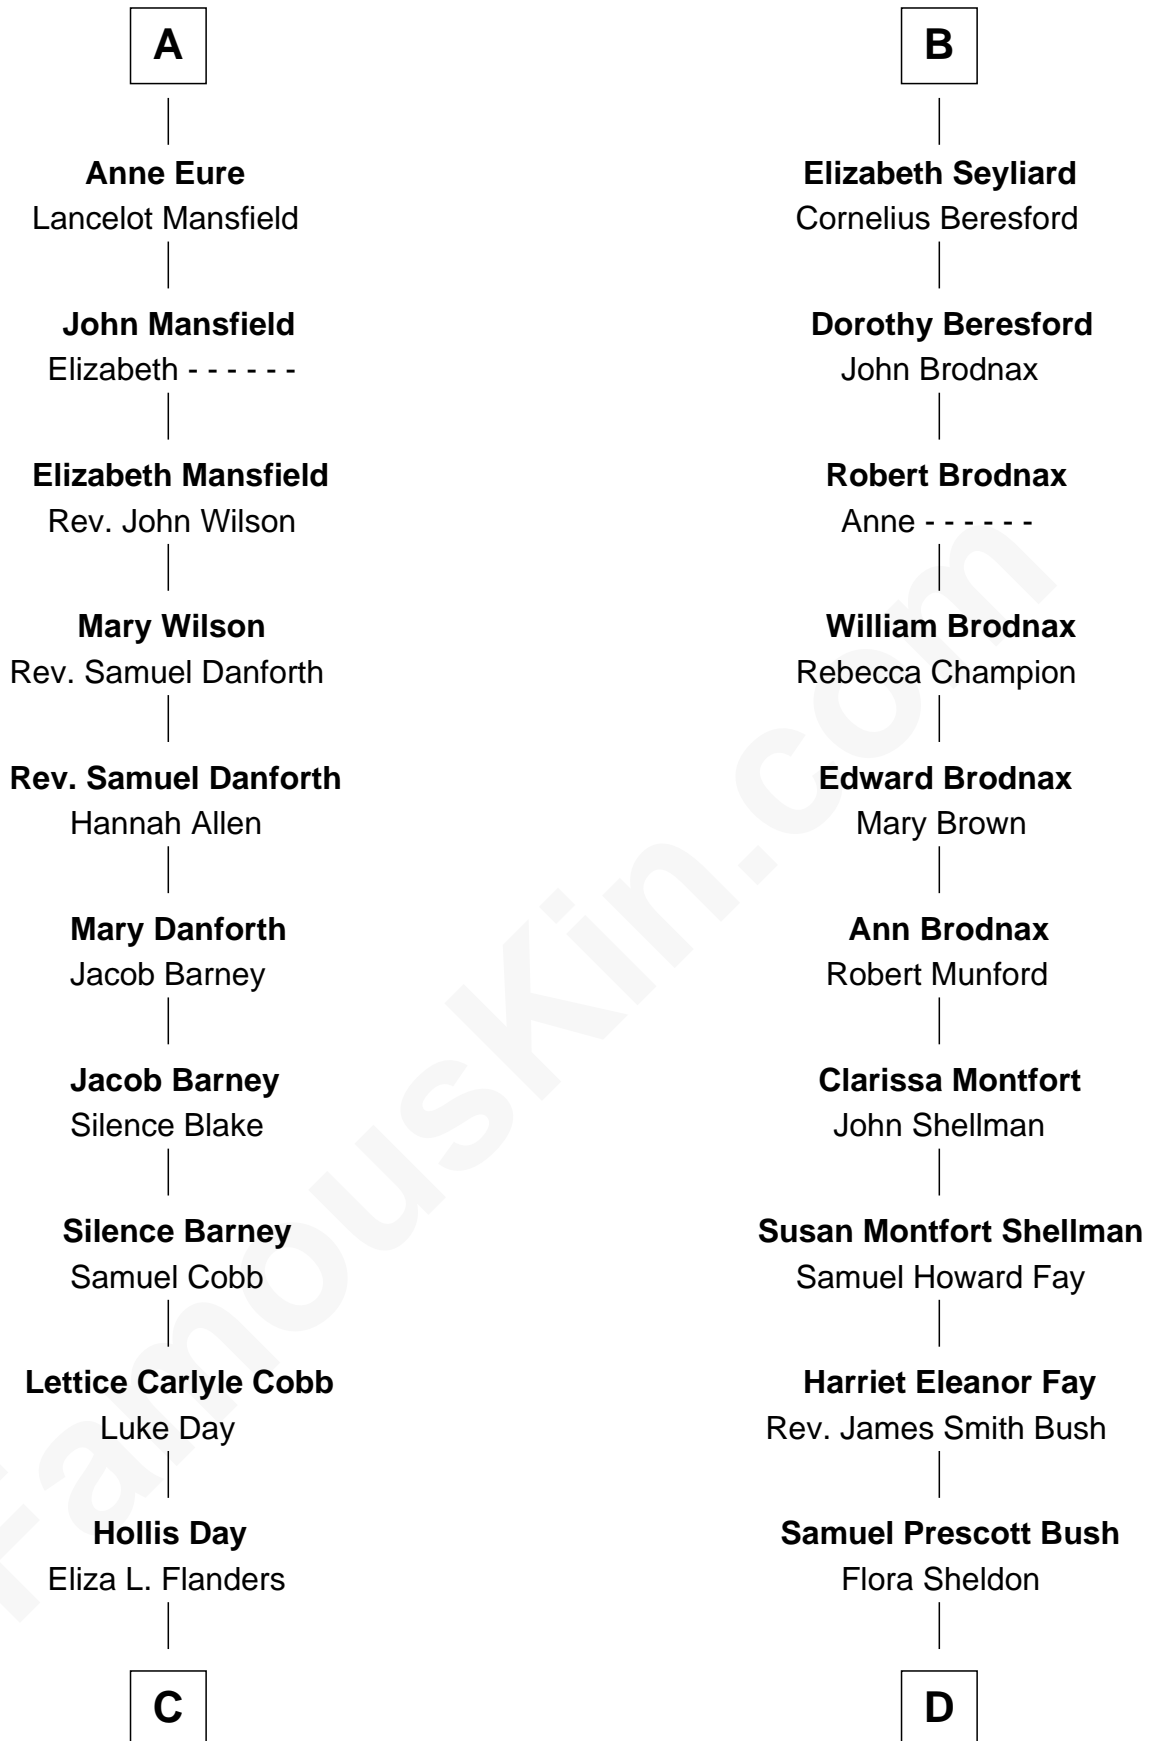 A
Anne Eure
Lancelot Mansfield
John Mansfield
Elizabeth - - - - - -
Elizabeth Mansfield
Rev. John Wilson
Mary Wilson
Rev. Samuel Danforth
Rev. Samuel Danforth
Hannah Allen
Mary Danforth
Jacob Barney
Jacob Barney
Silence Blake
Silence Barney
Samuel Cobb
Lettice Carlyle Cobb
Luke Day
Hollis Day
Eliza L. Flanders
C
B
Elizabeth Seyliard
Cornelius Beresford
Dorothy Beresford
John Brodnax
Robert Brodnax
Anne - - - - - -
William Brodnax
Rebecca Champion
Edward Brodnax
Mary Brown
Ann Brodnax
Robert Munford
Clarissa Montfort
John Shellman
Susan Montfort Shellman
Samuel Howard Fay
Harriet Eleanor Fay
Rev. James Smith Bush
Samuel Prescott Bush
Flora Sheldon
D
FamousKin.com